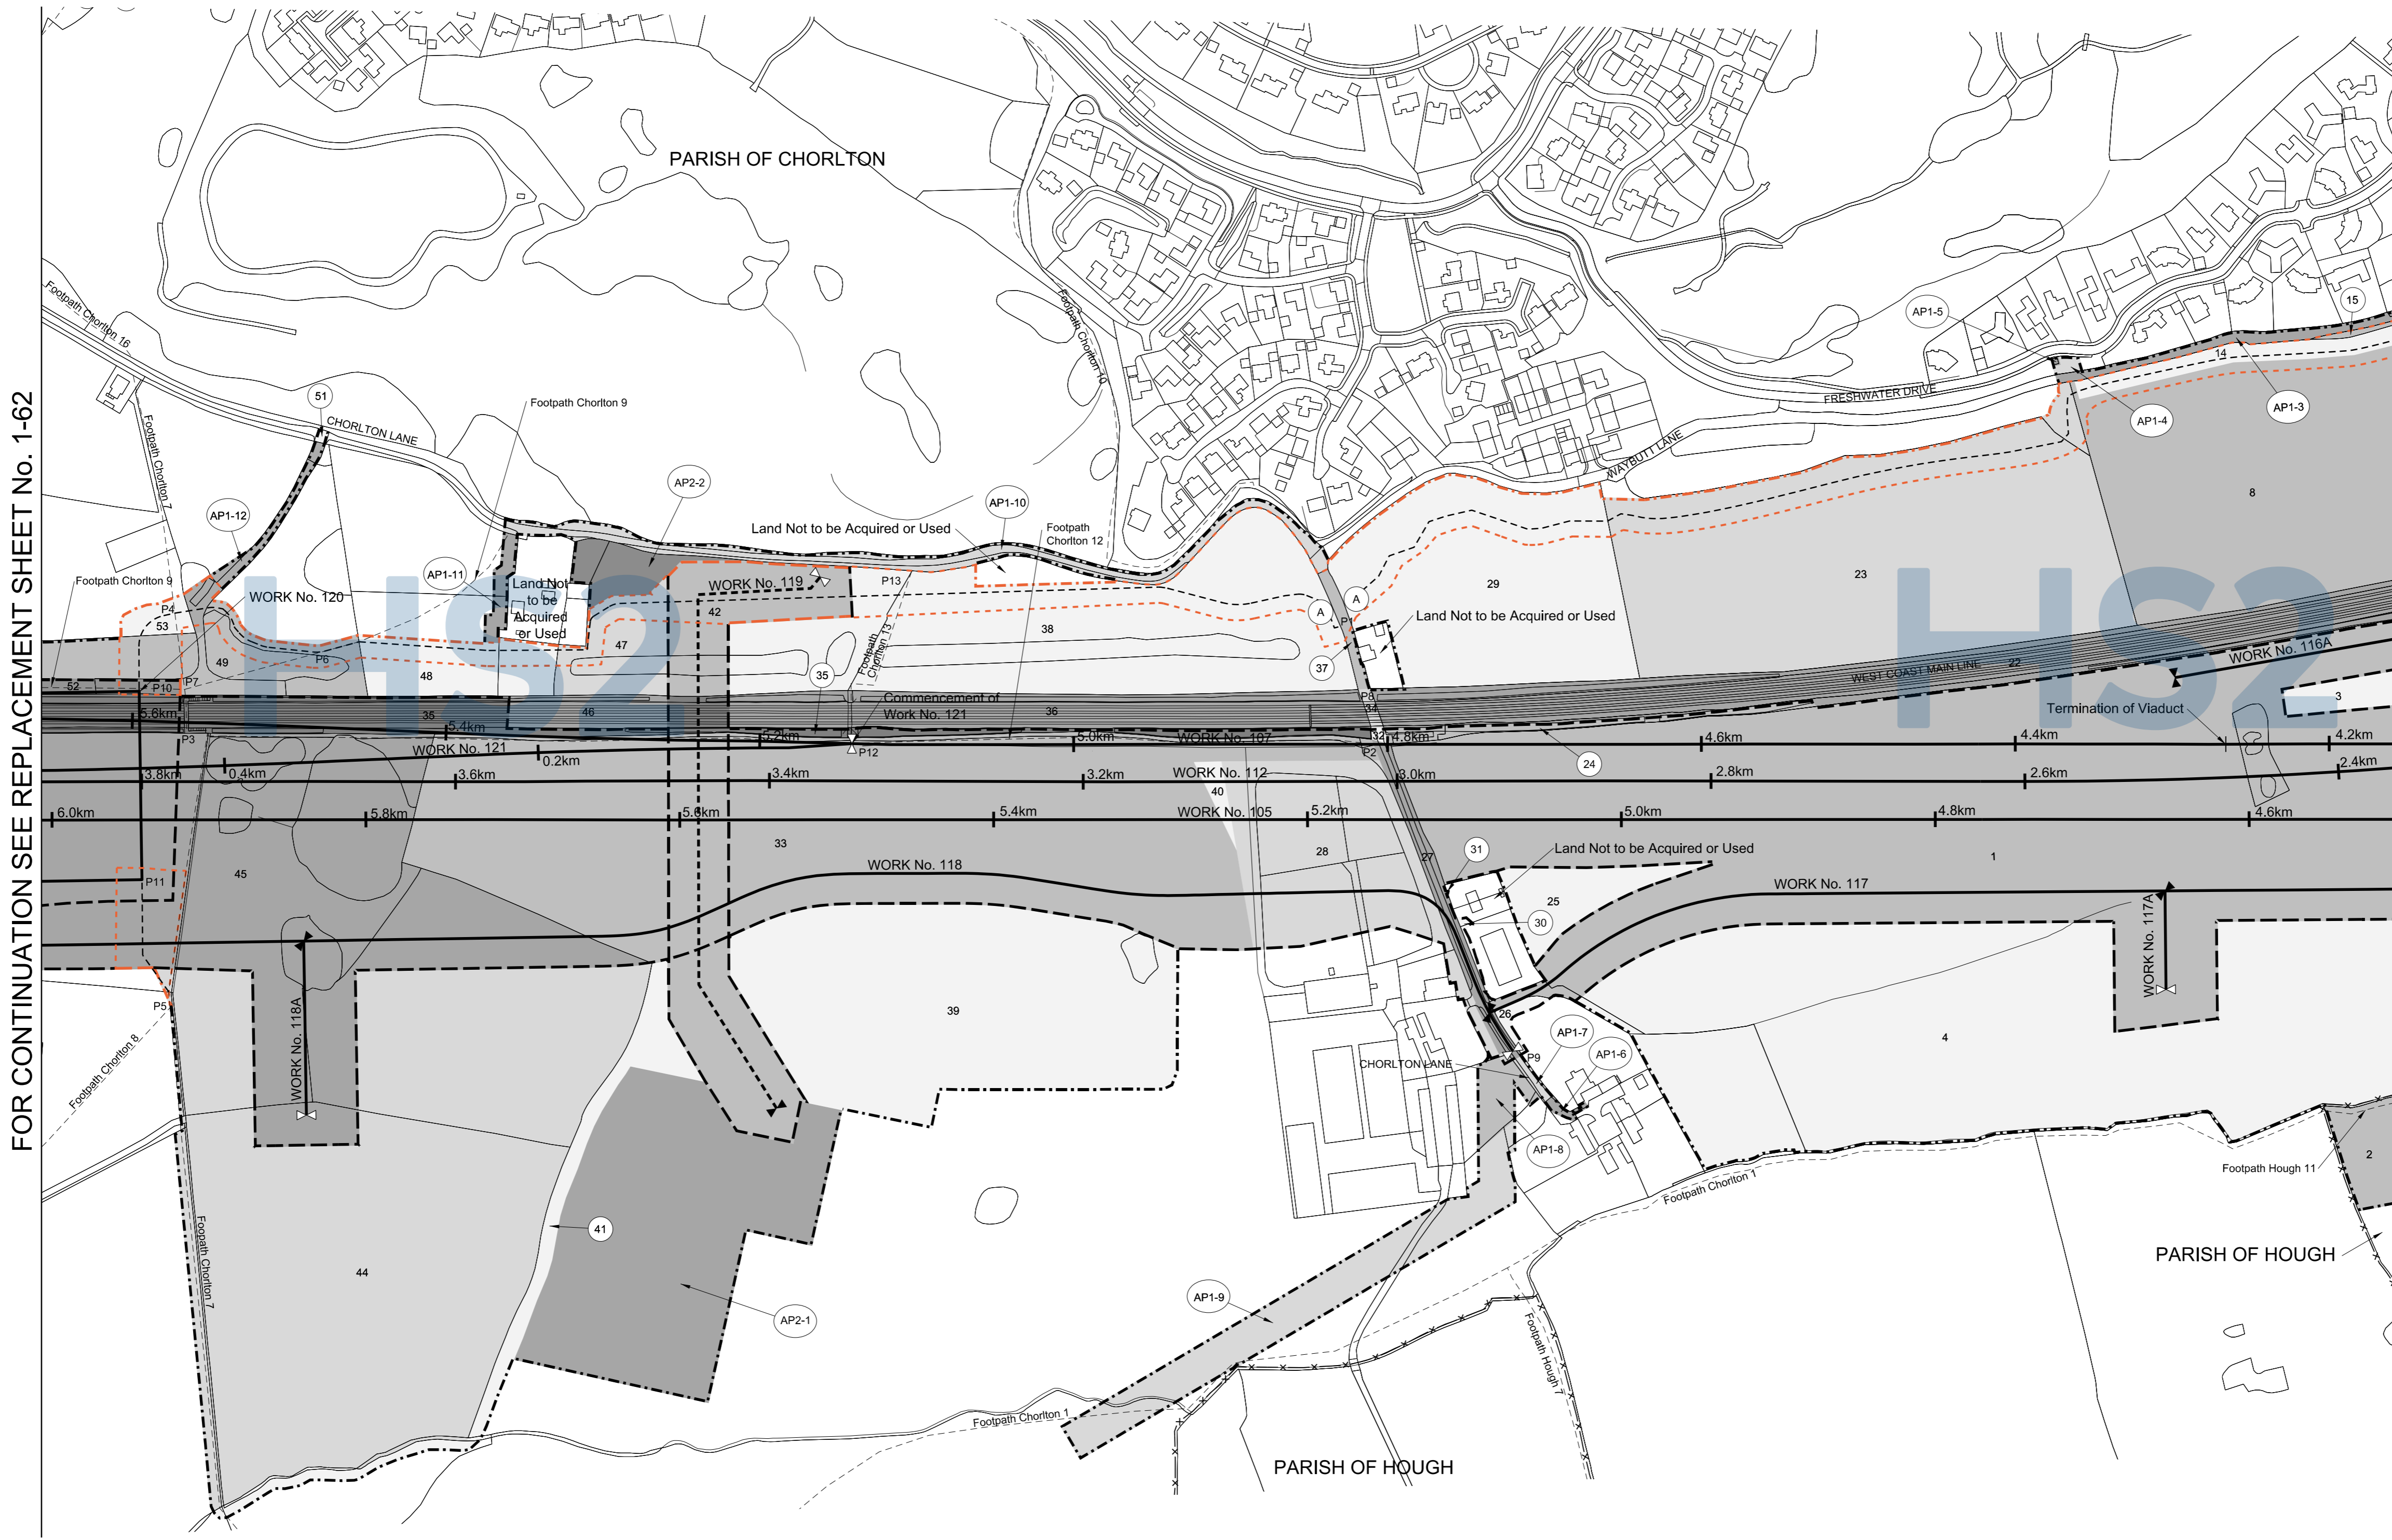 FOR CONTINUATION SEE REPLACEMENT SHEET No. 1-62
PARISH OF CHORLTON
Footpath Chorlton 16
Footpath Chorlton 10
AP1-5
15
14
FRESHWATER DRIVE
AP1-4
AP1-3
51
CHORLTON LANE
Footpath Chorlton 9
Footpath Chorlton 7
WAYBUTT LANE
AP2-2
AP1-10
8
AP1-12
Land Not to be Acquired or Used
Footpath
Chorlton 12
Footpath Chorlton 9
AP1-11
Land Not
to be
Acquired
or Used
WORK No. 119
P13
29
23
WORK No. 120
P4
42
A
A
53
P1
Land Not to be Acquired or Used
38
HS2
HS2
47
Footpath
Chorlton 13
49
P6
37
48
35
WORK No. 116A
22
WEST COAST MAIN LINE
52
P10
P7
Commencement of
Work No. 121
P8
3
5.6km
35
46
36
34
Termination of Viaduct
5.4km
P3
5.2km
5.0km
WORK No. 107
32
4.8km
4.6km
4.4km
4.2km
WORK No. 121
0.2km
P12
P2
24
3.8km
0.4km
3.6km
3.4km
3.2km
WORK No. 112
3.0km
2.8km
2.6km
2.4km
40
6.0km
5.8km
5.6km
5.4km
WORK No. 105
5.2km
5.0km
4.8km
4.6km
33
28
27
31
Land Not to be Acquired or Used
1
45
WORK No. 118
P11
WORK No. 117
25
30
WORK No. 117A
P5
39
26
AP1-7
WORK No. 118A
Footpath Chorlton 8
CHORLTON LANE
P9
AP1-6
4
AP1-8
2
Footpath Hough 11
Footpath Chorlton 1
41
Footpath Chorlton 7
44
PARISH OF HOUGH
AP1-9
AP2-1
Footpath Hough 7
Footpath Chorlton 1
PARISH OF HOUGH